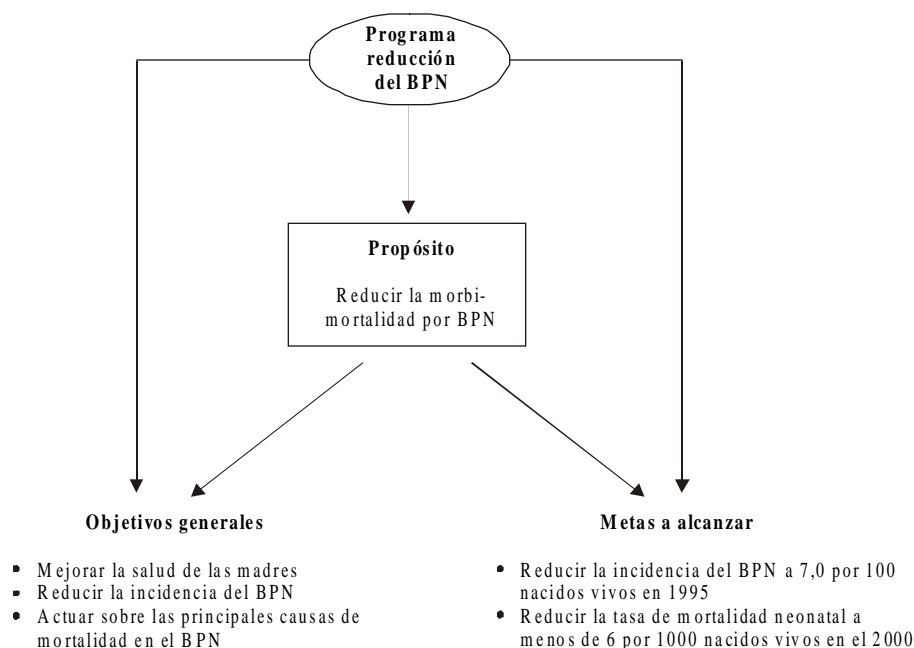 Programa
reducción
del BPN
Propósito
Reducir la morbi-
mortalidad por BPN
Objetivos generales
• Mejorar la salud de las madres
• Reducir la incidencia del BPN
• Actuar sobre las principales causas de
mortalidad en el BPN
Metas a alcanzar
• Reducir la incidencia del BPN a 7,0 por 100
nacidos vivos en 1995
• Reducir la tasa de mortalidad neonatal a
menos de 6 por 1000 nacidos vivos en el 2000